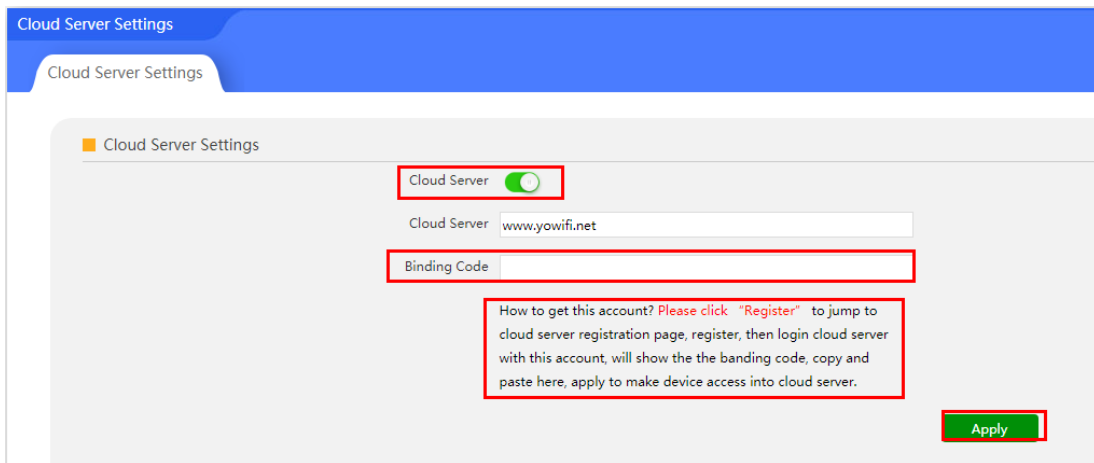 Cloud Server Settings
Cloud Server Settings
Cloud Server Settings
Cloud Server
Cloud Server www.yowifi.net
Binding Code
How to get this account? Please click “Register” to jump to
cloud server registration page, register, then login cloud server
with this account, will show the the banding code, copy and
paste here, apply to make device access into cloud server.
Apply